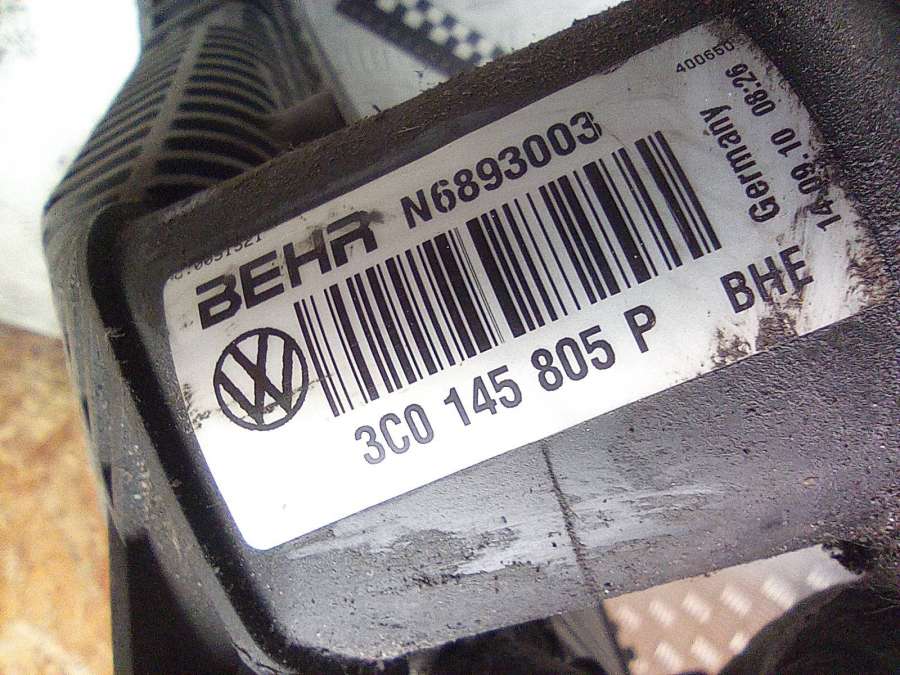 BEHR N6893003
3C0 145 805 P
BHE
Germany
14.09.10 08:26
400650